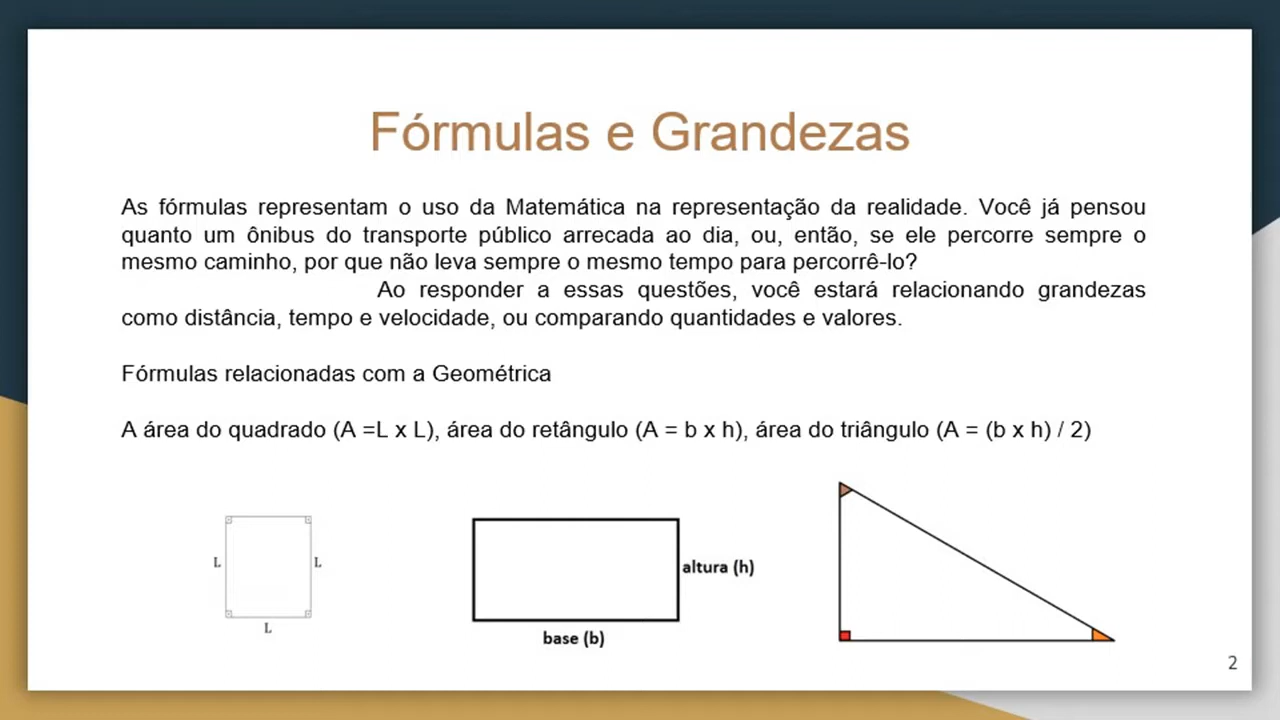 Fórmulas e Grandezas
As fórmulas representam o uso da Matemática na representação da realidade. Você já pensou
quanto um ônibus do transporte público arrecada ao dia, ou, então, se ele percorre sempre o
mesmo caminho, por que não leva sempre o mesmo tempo para percorrê-lo?
Ao responder a essas questões, você estará relacionando grandezas
como distância, tempo e velocidade, ou comparando quantidades e valores.
Fórmulas relacionadas com a Geométrica
A área do quadrado (A =L x L), área do retângulo (A = b x h), área do triângulo (A = (b x h) / 2)
L
L
L
altura (h)
base (b)
2